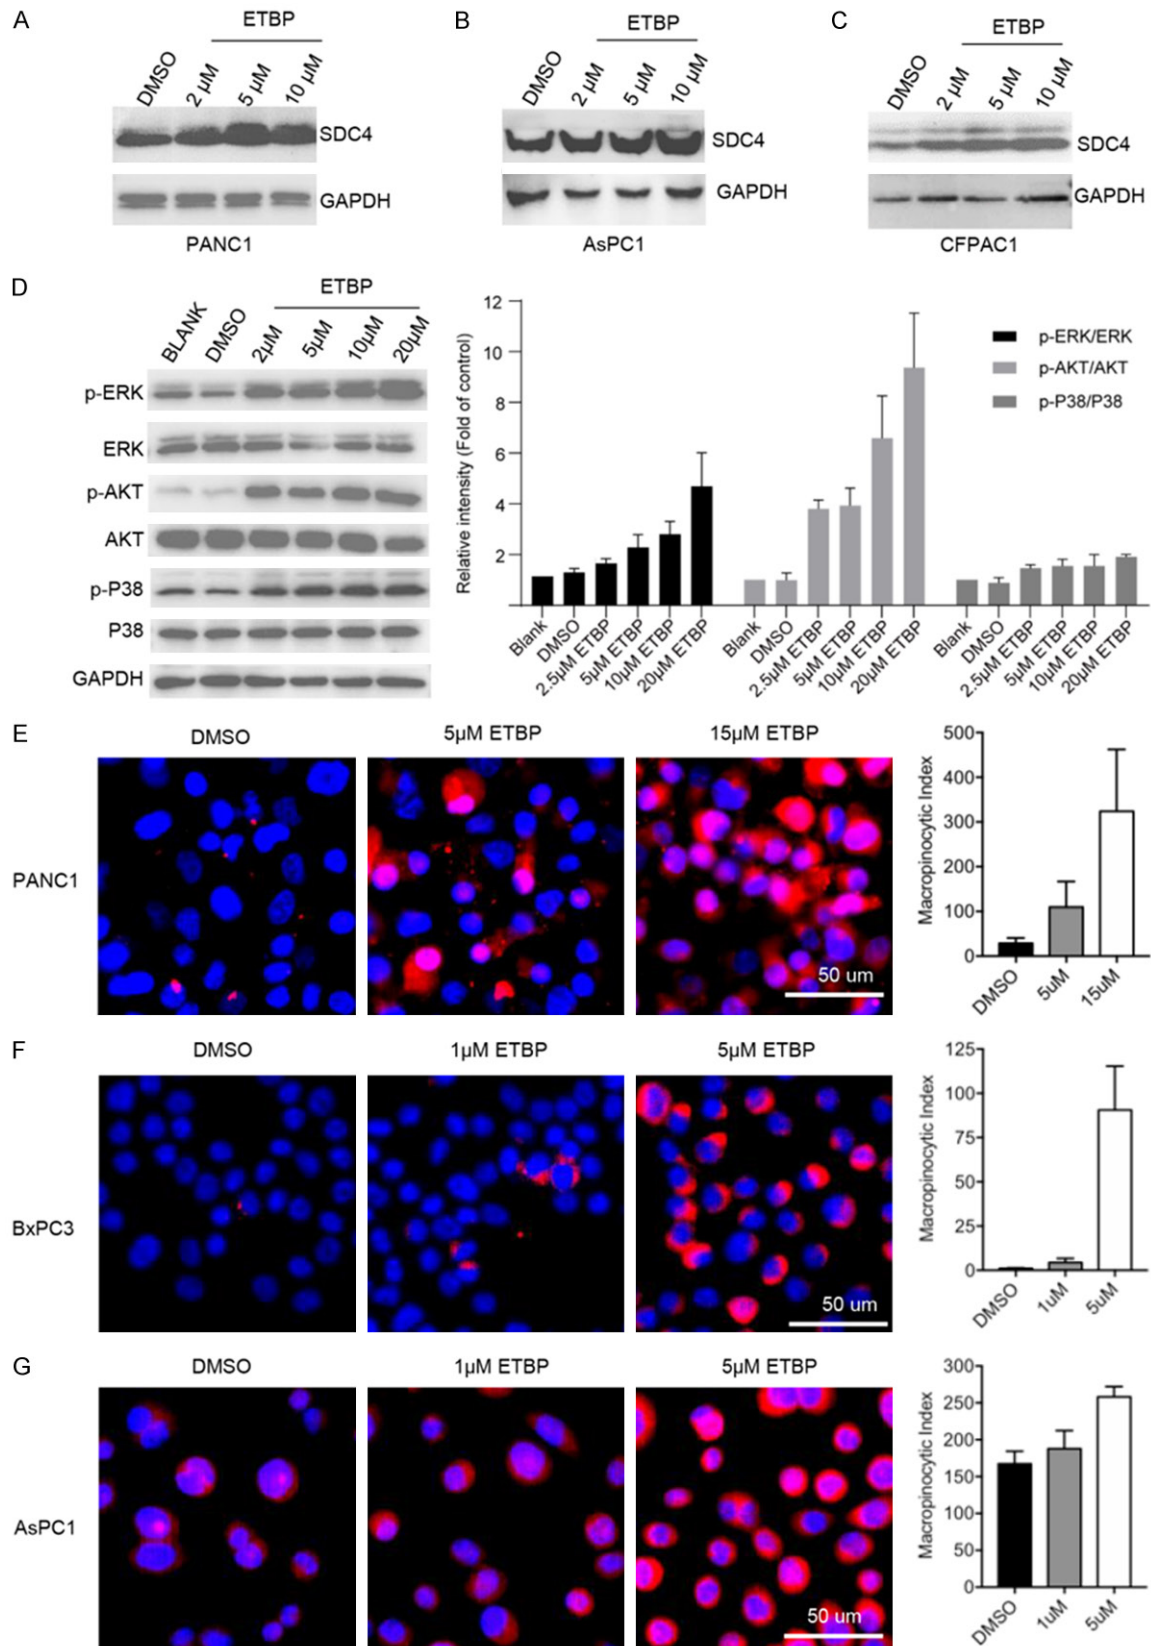 A
ETBP
DMSO
2 µM
5 µM
10 µM
SDC4
GAPDH
PANC1
B
ETBP
DMSO
2 µM
5 µM
10 µM
SDC4
GAPDH
AsPC1
C
ETBP
DMSO
2 µM
5 µM
10 µM
SDC4
GAPDH
CFPAC1
D
ETBP
BLANK
DMSO
2µM
5µM
10µM
20µM
p-ERK
ERK
p-AKT
AKT
p-P38
P38
GAPDH
Relative intensity (Fold of control)
12
10
8
6
4
2
p-ERK/ERK
p-AKT/AKT
p-P38/P38
Blank
DMSO
2.5µM ETBP
5µM ETBP
10µM ETBP
20µM ETBP
Blank
DMSO
2.5µM ETBP
5µM ETBP
10µM ETBP
20µM ETBP
Blank
DMSO
2.5µM ETBP
5µM ETBP
10µM ETBP
20µM ETBP
E
DMSO
5µM ETBP
15µM ETBP
PANC1
50 um
Macropinocytic Index
500
400
300
200
100
0
DMSO
5uM
15uM
F
DMSO
1µM ETBP
5µM ETBP
BxPC3
50 um
Macropinocytic Index
125
100
75
50
25
0
DMSO
1uM
5uM
G
DMSO
1µM ETBP
5µM ETBP
AsPC1
50 um
Macropinocytic Index
300
250
200
150
100
50
0
DMSO
1uM
5uM